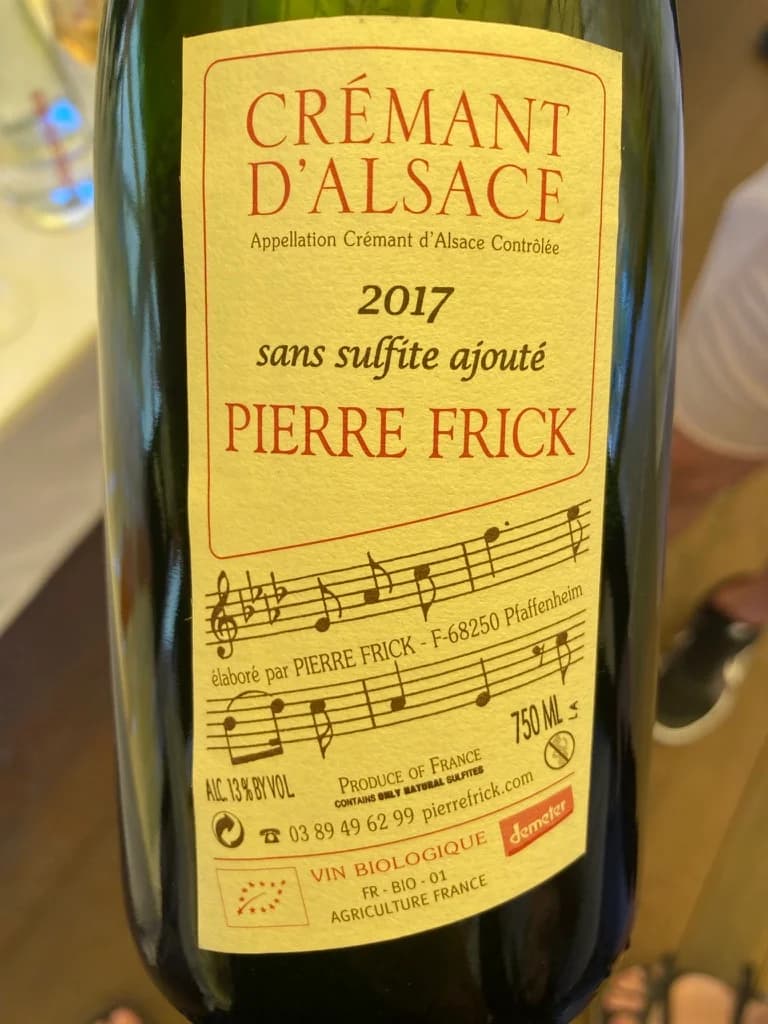 CRÉMANT
D'ALSACE
Appellation Crémant d'Alsace Contrôlée
2017
sans sulfite ajouté
PIERRE FRICK
élaboré par PIERRE FRICK - F-68250 Pfaffenheim
750 ML
L A
ALC. 13% BY VOL.
PRODUCE OF FRANCE
CONTAINS ONLY NATURAL SULFITES
☎ 03 89 49 62 99 pierrefrick.com
VIN BIOLOGIQUE
demeter
FR - BIO - 01
AGRICULTURE FRANCE